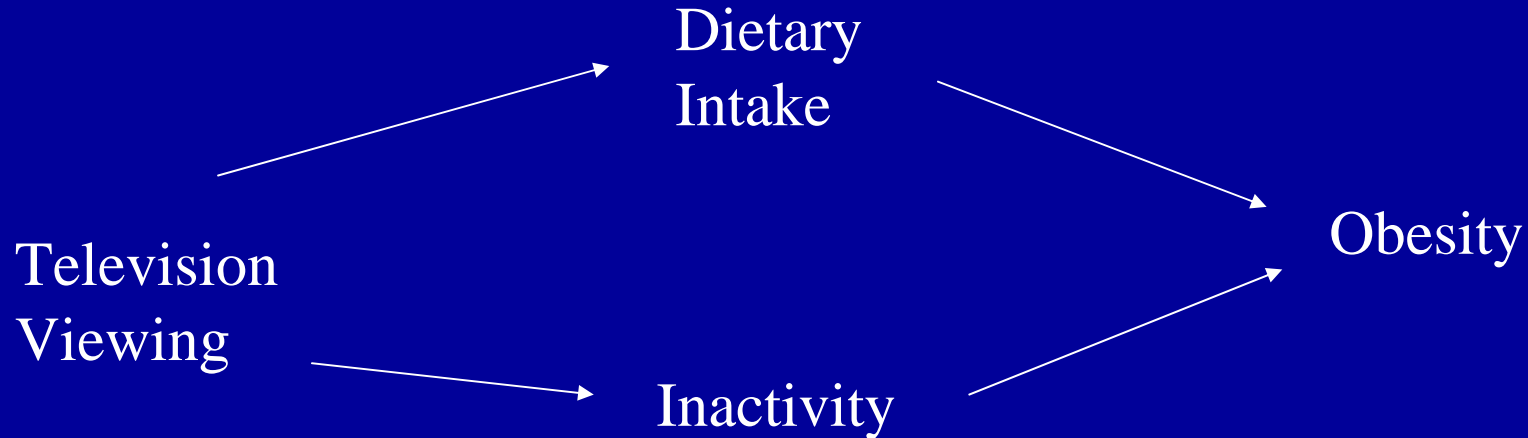 Dietary
Intake
Television
Viewing
Obesity
Inactivity